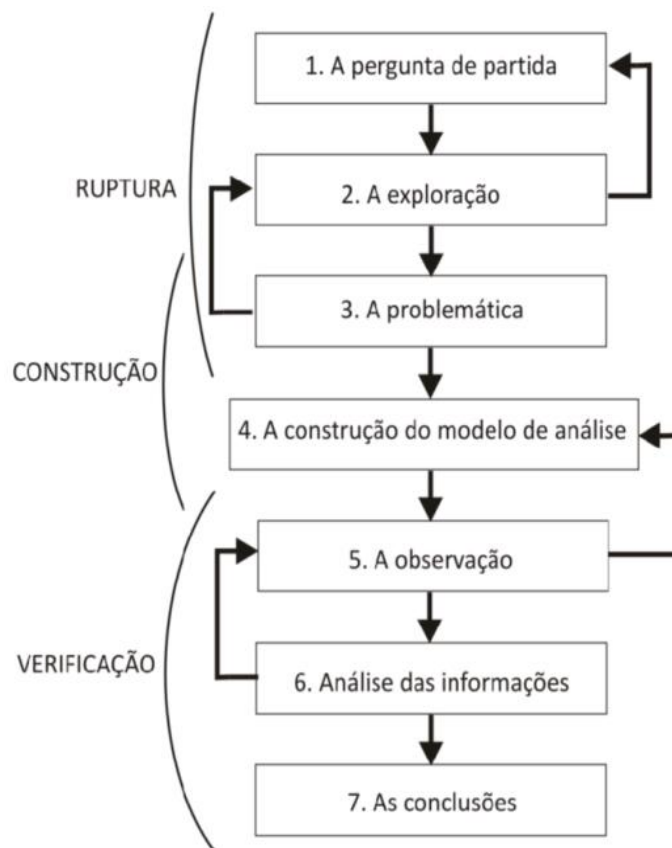 1. A pergunta de partida
RUPTURA
2. A exploração
3. A problemática
CONSTRUÇÃO
4. A construção do modelo de análise
5. A observação
VERIFICAÇÃO
6. Análise das informações
7. As conclusões